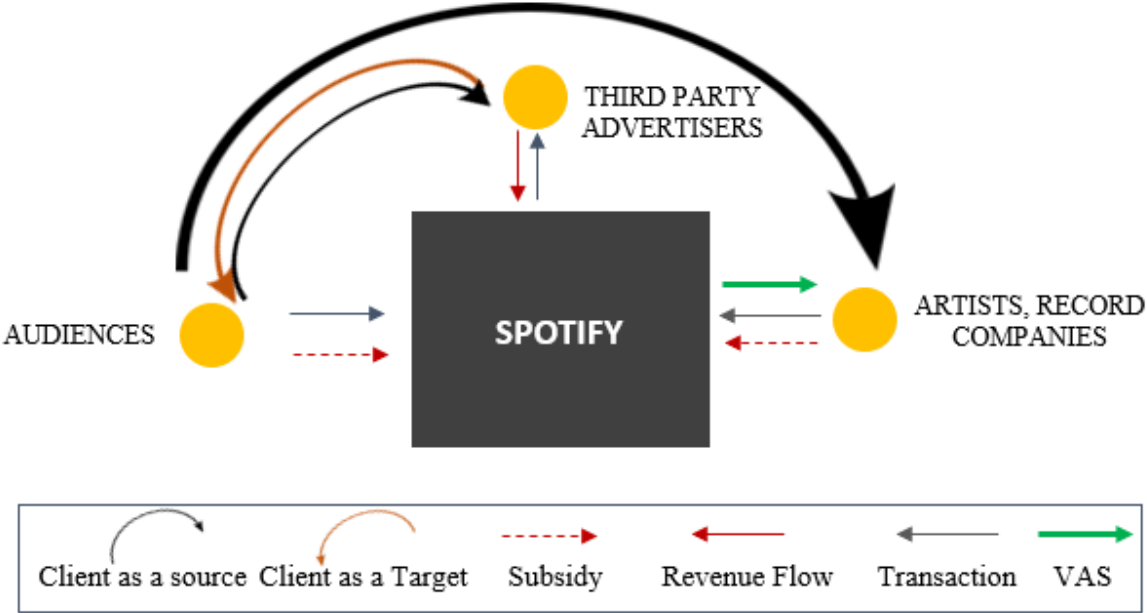 THIRD PARTY
ADVERTISERS
AUDIENCES
SPOTIFY
ARTISTS, RECORD
COMPANIES
Client as a source
Client as a Target
Subsidy
Revenue Flow
Transaction
VAS